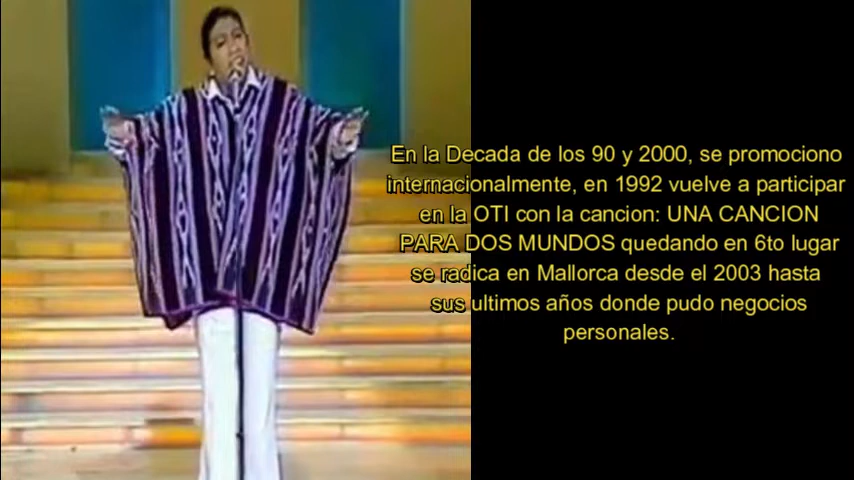 En la Decada de los 90 y 2000, se promociono
internacionalmente, en 1992 vuelve a participar
en la OTI con la cancion: UNA CANCION
PARA DOS MUNDOS quedando en 6to lugar
se radica en Mallorca desde el 2003 hasta
sus ultimos años donde pudo negocios
personales.